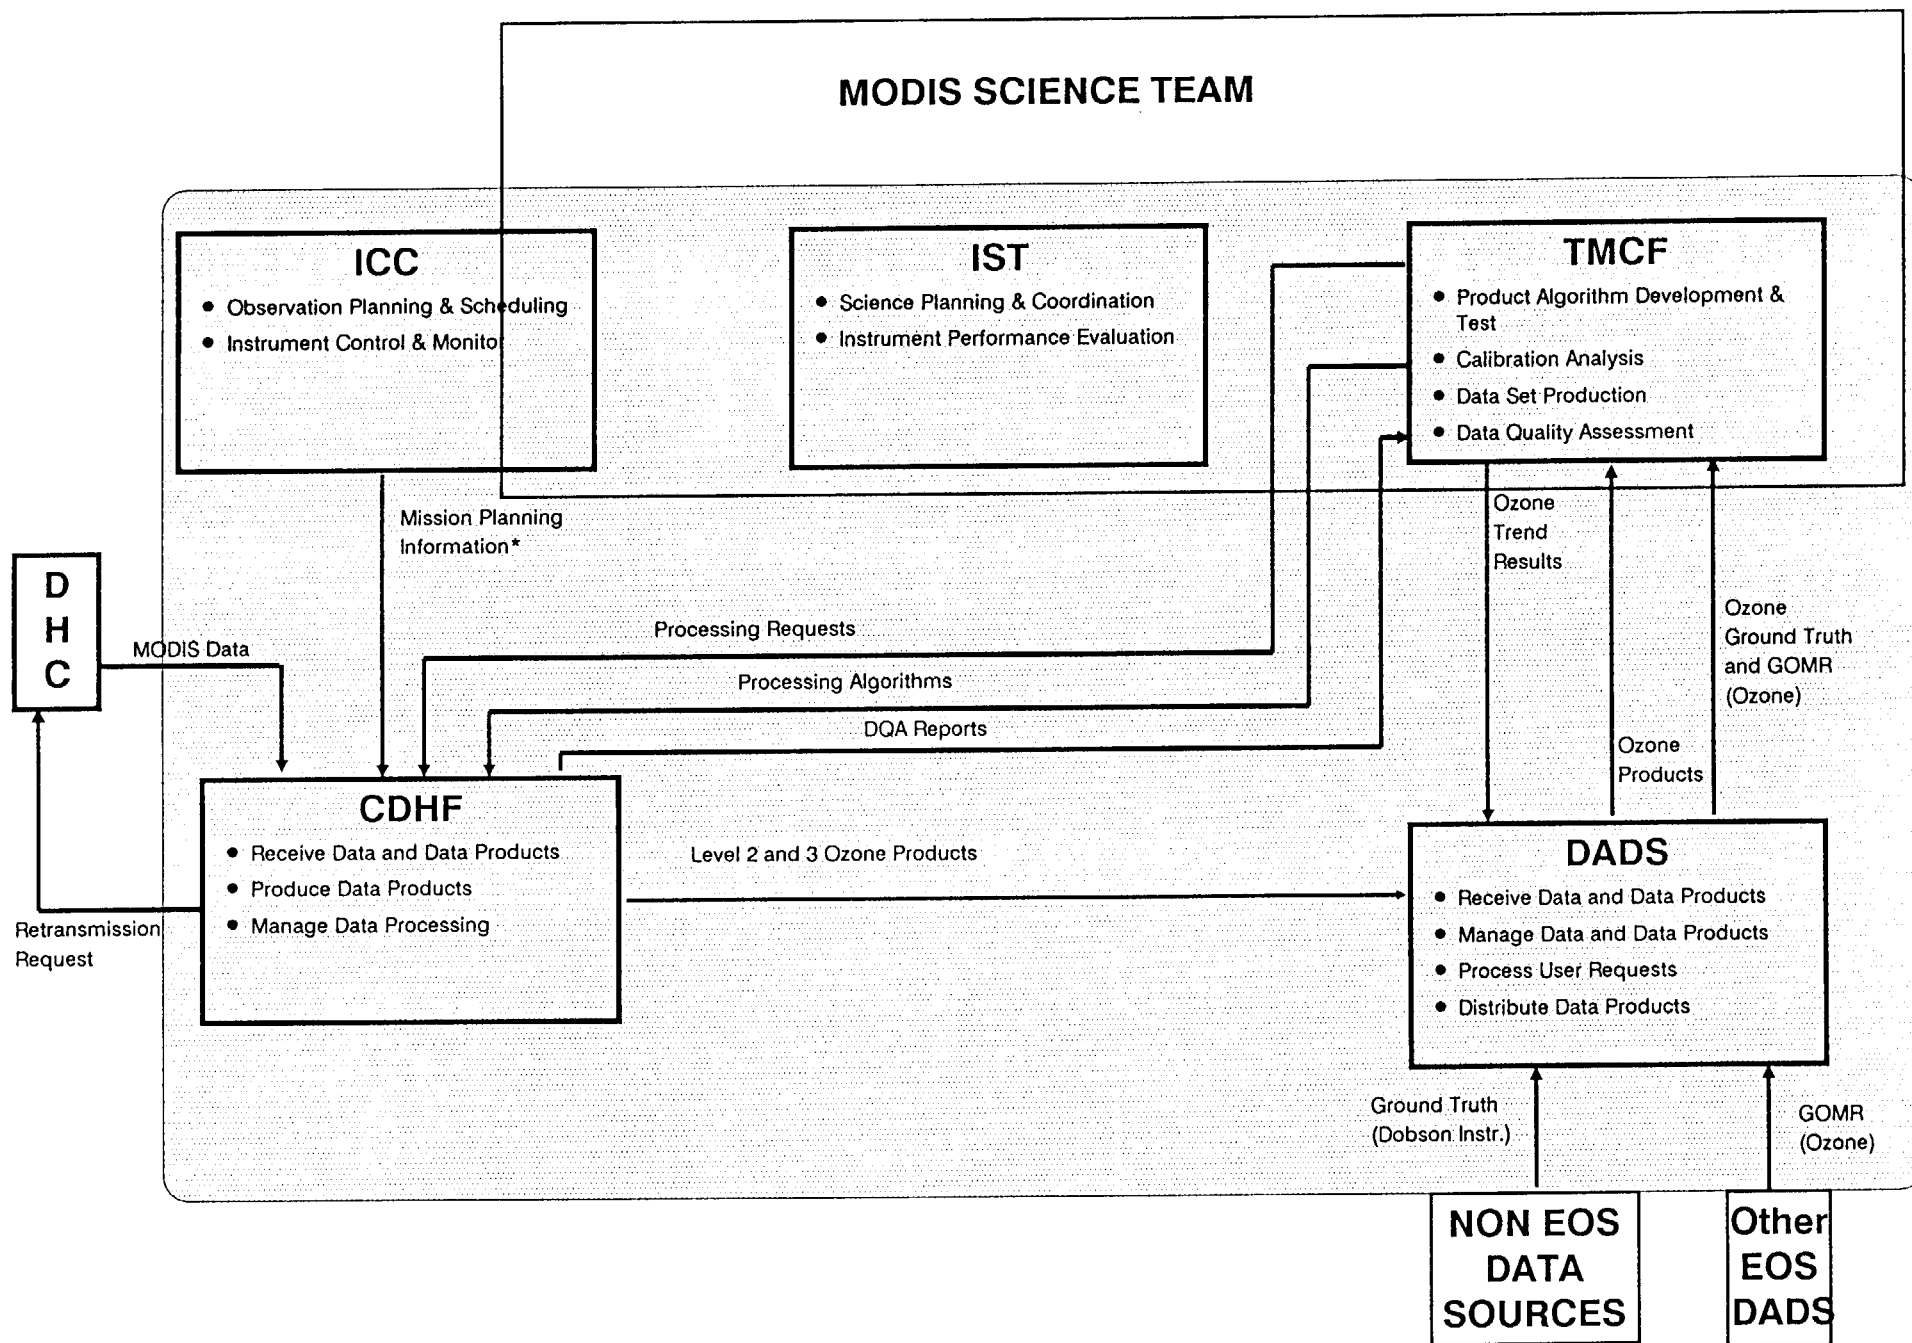 MODIS SCIENCE TEAM
ICC
• Observation Planning & Scheduling
• Instrument Control & Monitor
IST
• Science Planning & Coordination
• Instrument Performance Evaluation
TMCF
• Product Algorithm Development &
Test
• Calibration Analysis
• Data Set Production
• Data Quality Assessment
Mission Planning
Information*
Ozone
Trend
Results
D
H
C
MODIS Data
Processing Requests
Processing Algorithms
DQA Reports
Ozone
Ground Truth
and GOMR
(Ozone)
Ozone
Products
CDHF
• Receive Data and Data Products
• Produce Data Products
• Manage Data Processing
Retransmission
Request
Level 2 and 3 Ozone Products
DADS
• Receive Data and Data Products
• Manage Data and Data Products
• Process User Requests
• Distribute Data Products
Ground Truth
(Dobson Instr.)
GOMR
(Ozone)
NON EOS
DATA
SOURCES
Other
EOS
DADS